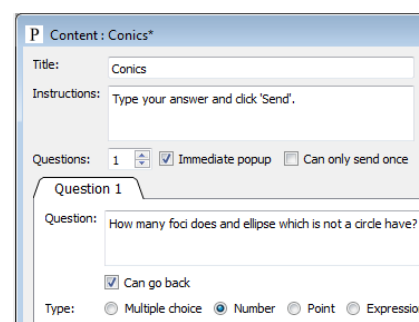 P Content : Conics*
Title: Conics
Instructions: Type your answer and click 'Send'.
Questions: 1 Immediate popup Can only send once
Question 1
Question: How many foci does and ellipse which is not a circle have?
Can go back
Type: Multiple choice Number Point Expressio